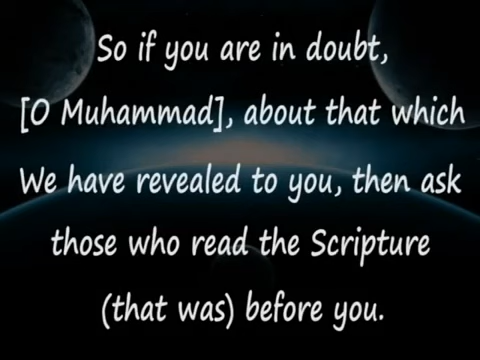 So if you are in doubt,
[O Muhammad], about that which
We have revealed to you, then ask
those who read the Scripture
(that was) before you.